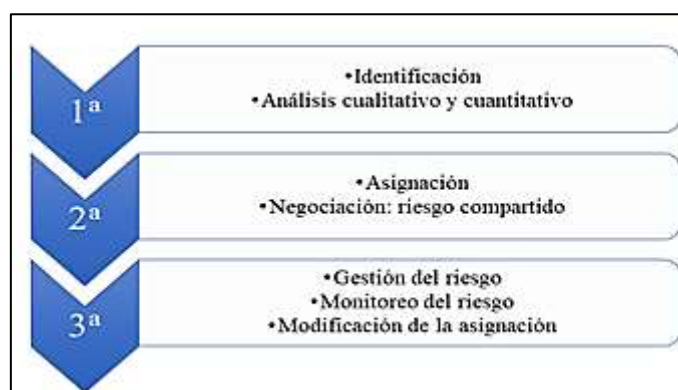 1ª
•Identificación
•Análisis cualitativo y cuantitativo
2ª
•Asignación
•Negociación: riesgo compartido
3ª
•Gestión del riesgo
•Monitoreo del riesgo
•Modificación de la asignación